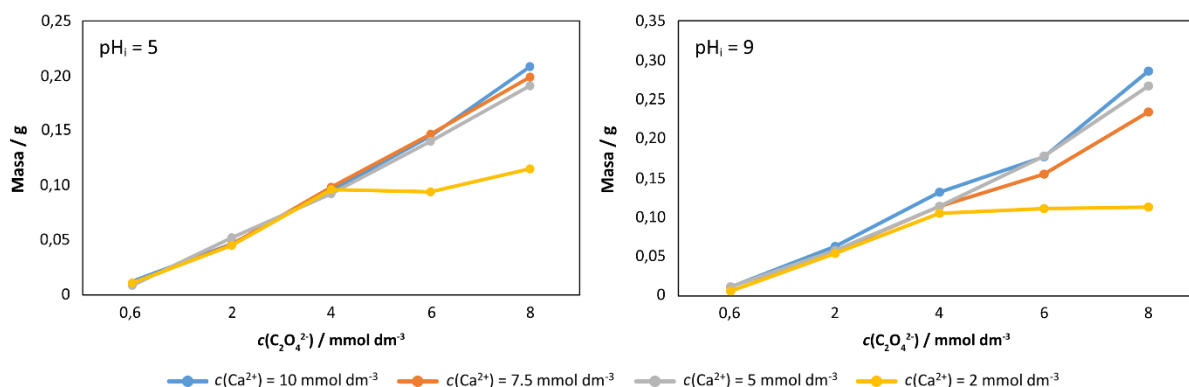 pHᵢ = 5
Masa / g
0,25
0,20
0,15
0,10
0,05
0
0,6 2 4 6 8
c(C₂O₄²⁻) / mmol dm⁻³
pHᵢ = 9
Masa / g
0,35
0,30
0,25
0,20
0,15
0,10
0,05
0
0,6 2 4 6 8
c(C₂O₄²⁻) / mmol dm⁻³
c(Ca²⁺) = 10 mmol dm⁻³ c(Ca²⁺) = 7.5 mmol dm⁻³ c(Ca²⁺) = 5 mmol dm⁻³ c(Ca²⁺) = 2 mmol dm⁻³